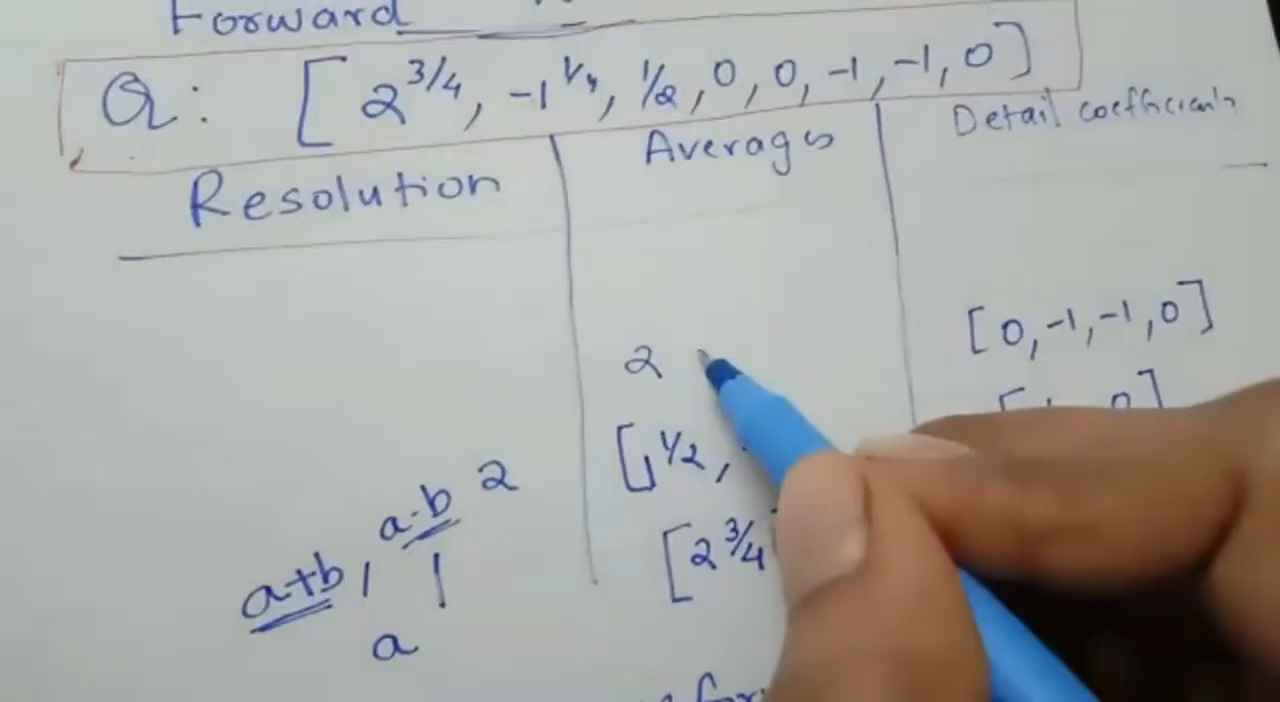 Forward
Q: [2 3/4, -1 1/4, 1/2, 0, 0, -1, -1, 0]
Resolution Averages Detail coefficients
[0, -1, -1, 0]
2
[1 1/2,
0]
a+b, a-b 2
[2 3/4
a